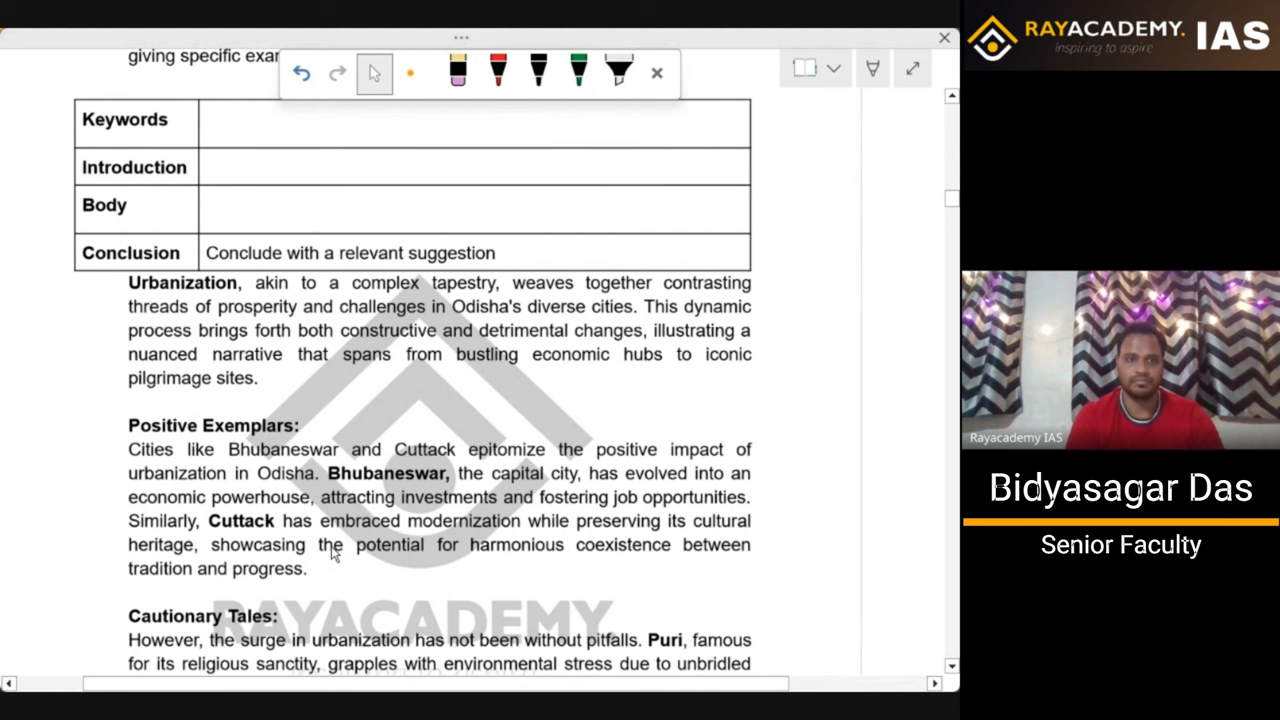 giving specific exar
Keywords
Introduction
Body
Conclusion Conclude with a relevant suggestion
Urbanization, akin to a complex tapestry, weaves together contrasting
threads of prosperity and challenges in Odisha's diverse cities. This dynamic
process brings forth both constructive and detrimental changes, illustrating a
nuanced narrative that spans from bustling economic hubs to iconic
pilgrimage sites.
Positive Exemplars:
Cities like Bhubaneswar and Cuttack epitomize the positive impact of
urbanization in Odisha. Bhubaneswar, the capital city, has evolved into an
economic powerhouse, attracting investments and fostering job opportunities.
Similarly, Cuttack has embraced modernization while preserving its cultural
heritage, showcasing the potential for harmonious coexistence between
tradition and progress.
RAYACADEMY
Cautionary Tales:
However, the surge in urbanization has not been without pitfalls. Puri, famous
for its religious sanctity, grapples with environmental stress due to unbridled
RAYACADEMY. IAS
inspiring to aspire
Rayacademy IAS
Bidyasagar Das
Senior Faculty